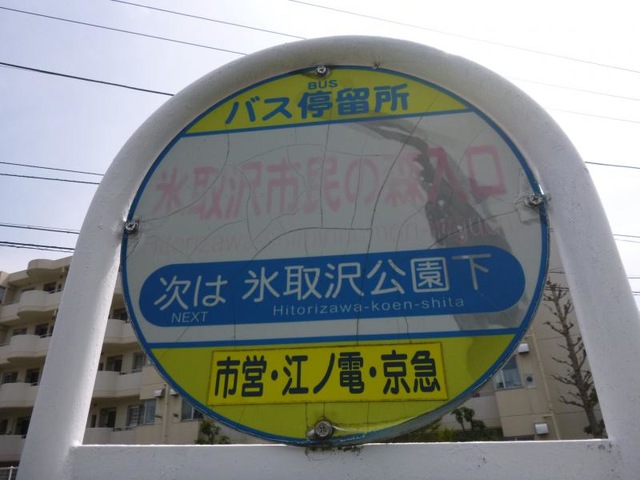 BUS
バス停留所
氷取沢市民の森入口
次は 氷取沢公園下
NEXT Hitorizawa-koen-shita
市営・江ノ電・京急